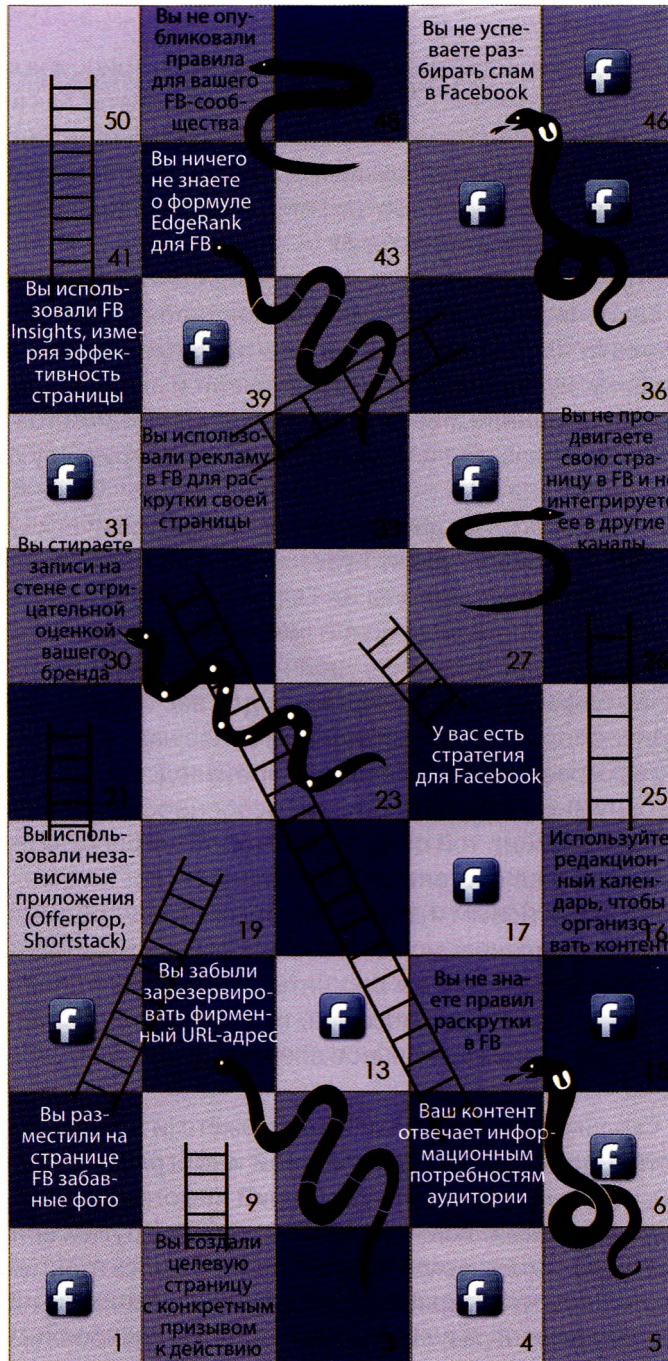 50
Вы не опу-
бликовали
правила
для вашего
FB-сооб-
щества
48
Вы не успе-
ваете раз-
бирать спам
в Facebook
f
46
41
Вы ничего
не знаете
о формуле
EdgeRank
для FB
43
f
f
Вы исполь-
зовали FB
Insights, изме-
ряя эффек-
тивность
страницы
f
39
36
f
31
Вы использо-
вали рекламу
в FB для рас-
крутки своей
страницы
33
f
Вы не про-
двигаете
свою стра-
ницу в FB и не
интегрируете
ее в другие
каналы
Вы стираете
записи на
стене с отри-
цательной
оценкой
вашего
бренда
30
27
26
21
23
У вас есть
стратегия
для Facebook
25
Вы исполь-
зовали неза-
висимые
приложения
(Offerprop,
Shortstack)
19
f
17
Используйте
редакцион-
ный кален-
дарь, чтобы
организо-
вать контент
16
f
Вы забыли
зарезервиро-
вать фирмен-
ный URL-адрес
f
13
Вы не зна-
ете правил
раскрутки
в FB
f
15
Вы раз-
местили на
странице
FB забав-
ные фото
9
Ваш контент
отвечает инфор-
мационным
потребностям
аудитории
f
6
f
1
Вы создали
целевую
страницу
с конкретным
призывом
к действию
3
f
4
5